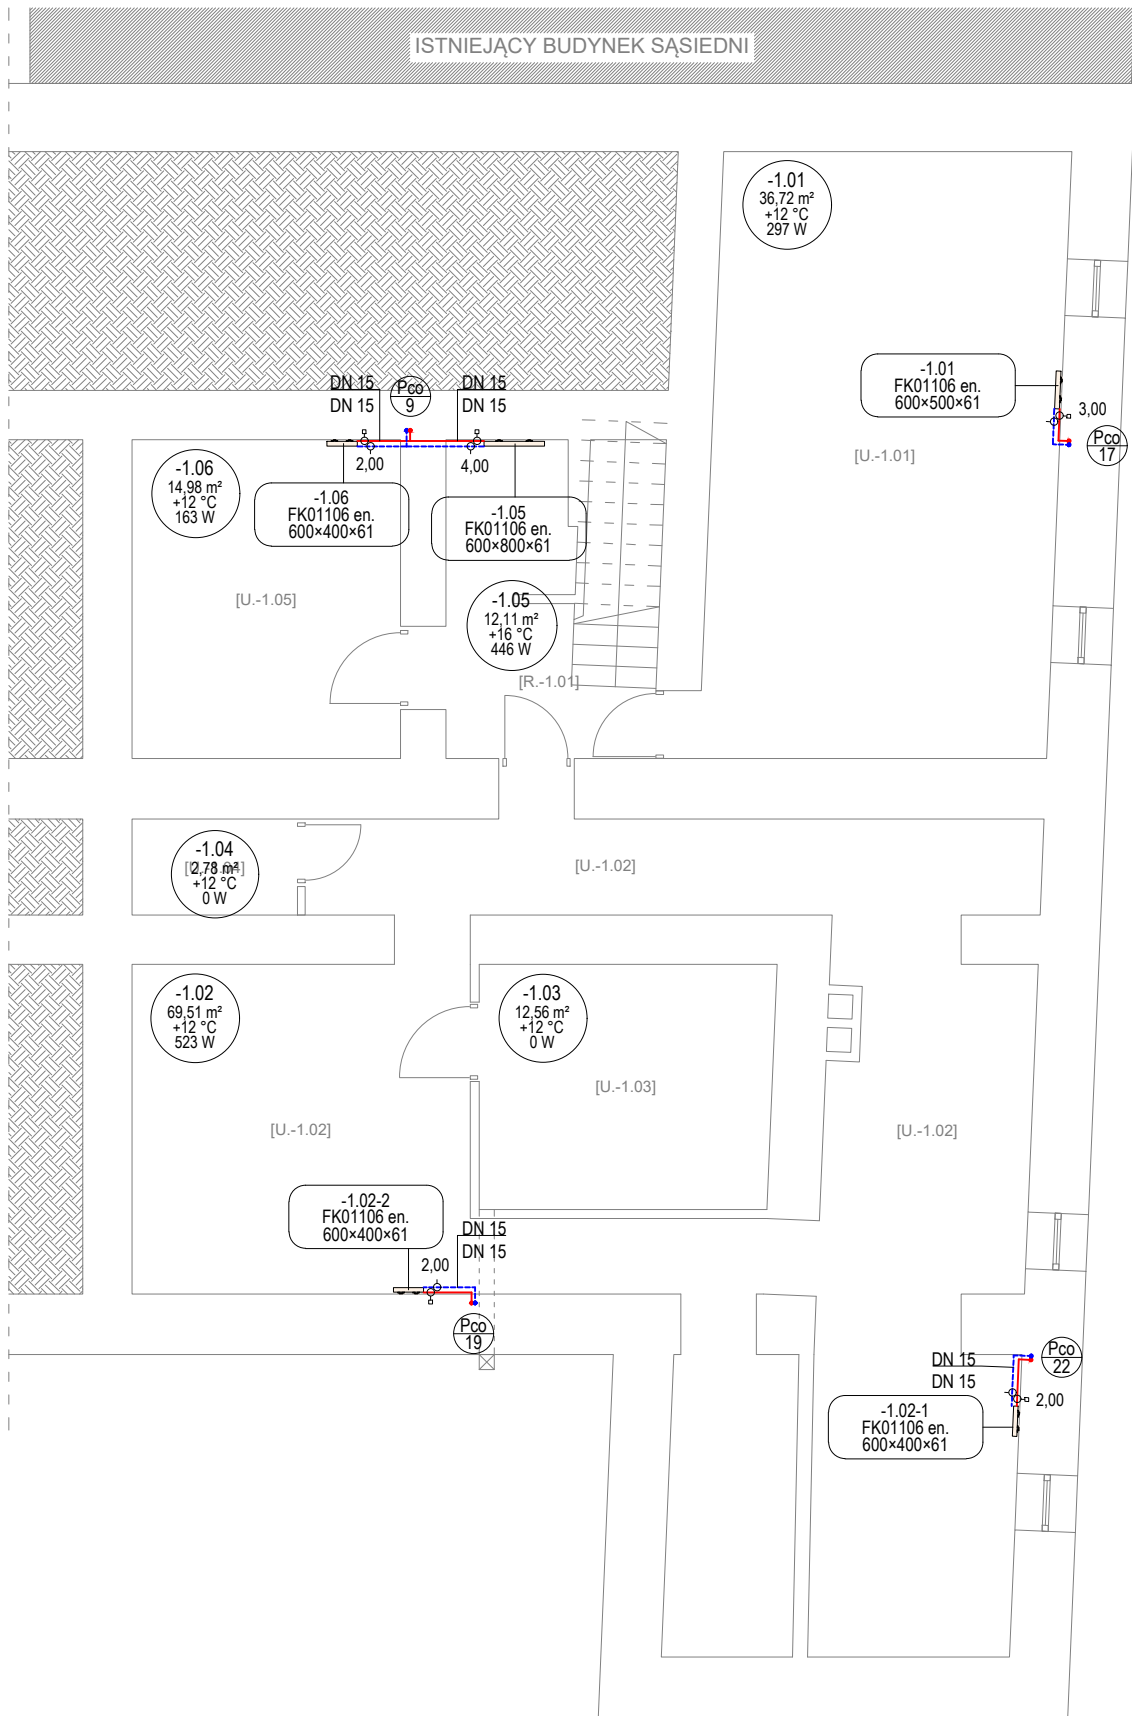 ISTNIEJĄCY BUDYNEK SĄSIEDNI
-1.01
36,72 m²
+12 °C
297 W
-1.01
FK01106 en.
600×500×61
3,00
Pco
17
[U.-1.01]
DN 15
DN 15
Pco
9
DN 15
DN 15
2,00
4,00
-1.06
14,98 m²
+12 °C
163 W
-1.06
FK01106 en.
600×400×61
-1.05
FK01106 en.
600×800×61
[U.-1.05]
-1.05
12,11 m²
+16 °C
446 W
[R.-1.01]
-1.04
2,78 m²
+12 °C
0 W
[U.-1.04]
[U.-1.02]
-1.02
69,51 m²
+12 °C
523 W
-1.03
12,56 m²
+12 °C
0 W
[U.-1.03]
[U.-1.02]
[U.-1.02]
-1.02-2
FK01106 en.
600×400×61
DN 15
DN 15
2,00
Pco
19
DN 15
DN 15
Pco
22
2,00
-1.02-1
FK01106 en.
600×400×61